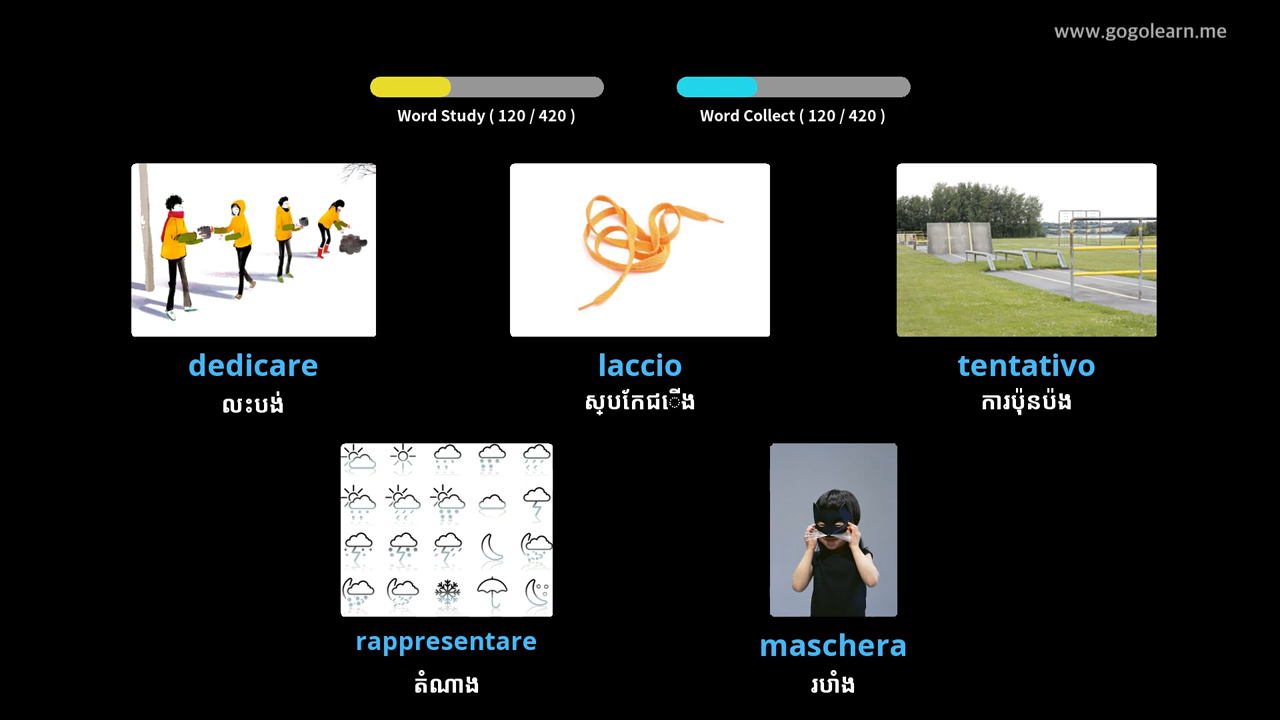 www.gogolearn.me
Word Study ( 120 / 420 )
Word Collect ( 120 / 420 )
dedicare
លះបង់
laccio
ស្បែកជើង
tentativo
ការប៉ុនប៉ង
rappresentare
តំណាង
maschera
របាំង